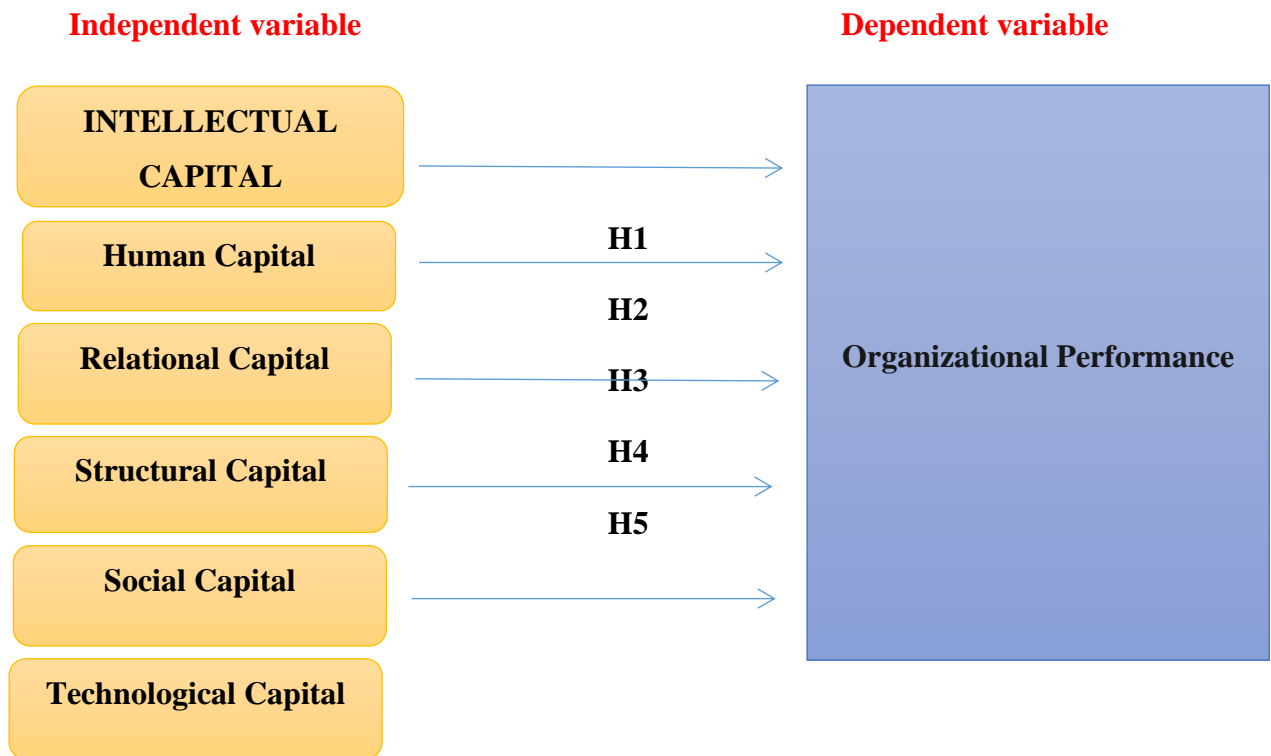 Independent variable
Dependent variable
INTELLECTUAL
CAPITAL
Human Capital
Relational Capital
Structural Capital
Social Capital
Technological Capital
H1
H2
H3
H4
H5
Organizational Performance